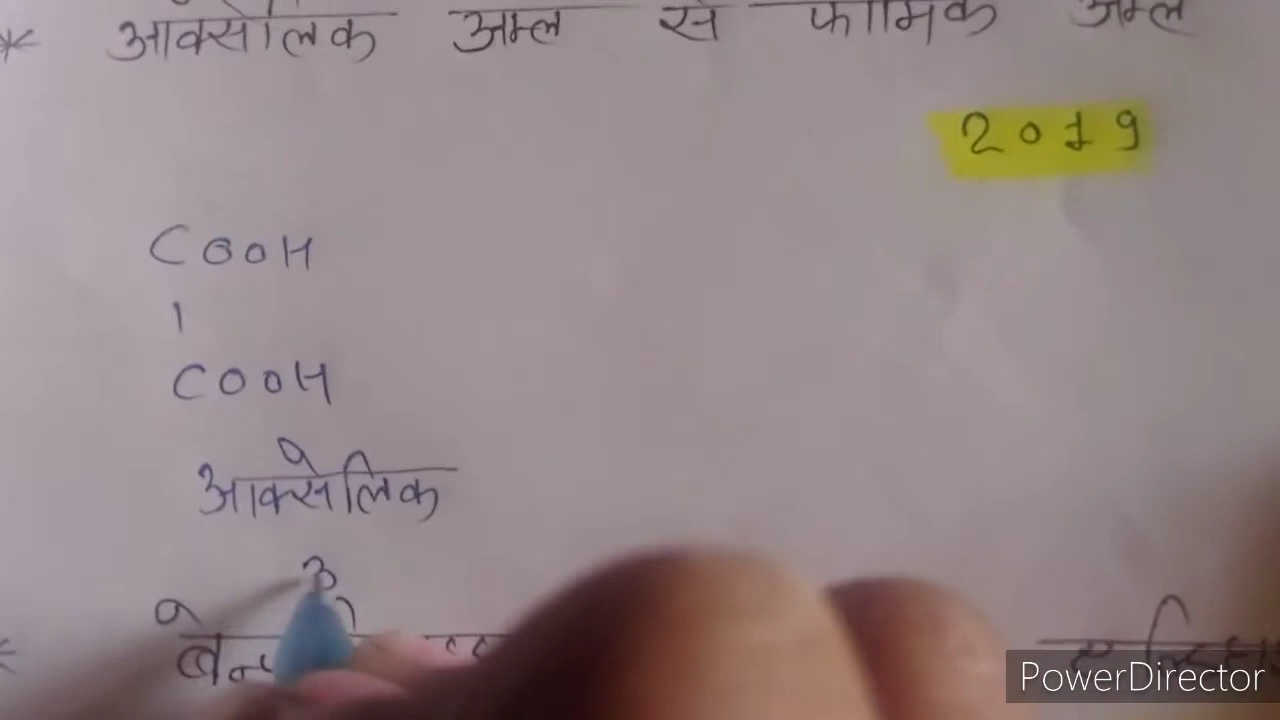 * आक्सेलिक अम्ल से फार्मिक अम्ल
2019
COOH
|
COOH
आक्सेलिक
अ
PowerDirector